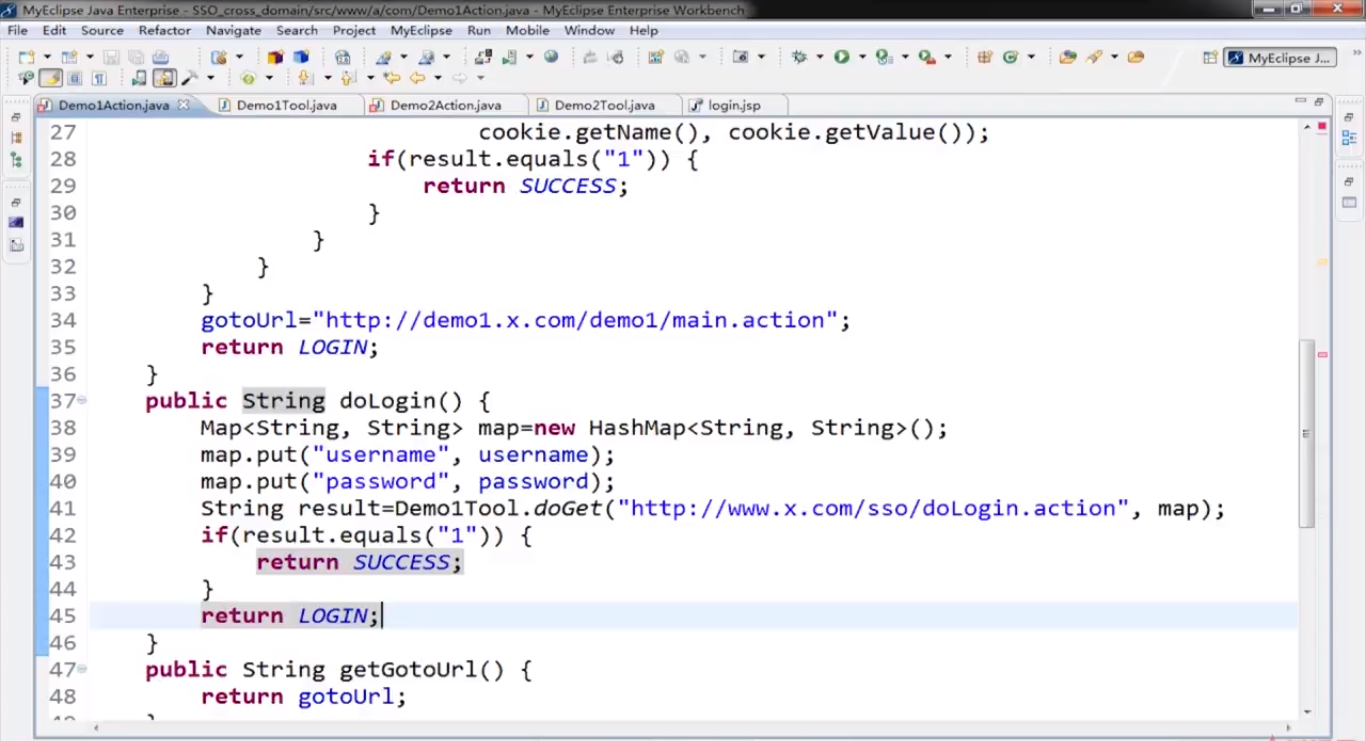 MyEclipse Java Enterprise - SSO_cross_domain/src/www/a/com/Demo1Action.java - MyEclipse Enterprise Workbench
File Edit Source Refactor Navigate Search Project MyEclipse Run Mobile Window Help
MyEclipse J...
Demo1Action.java Demo1Tool.java Demo2Action.java Demo2Tool.java login.jsp
27 cookie.getName(), cookie.getValue());
28 if(result.equals("1")) {
29 return SUCCESS;
30 }
31 }
32 }
33 }
34 gotoUrl="http://demo1.x.com/demo1/main.action";
35 return LOGIN;
36 }
37 public String doLogin() {
38 Map<String, String> map=new HashMap<String, String>();
39 map.put("username", username);
40 map.put("password", password);
41 String result=Demo1Tool.doGet("http://www.x.com/sso/doLogin.action", map);
42 if(result.equals("1")) {
43 return SUCCESS;
44 }
45 return LOGIN;
46 }
47 public String getGotoUrl() {
48 return gotoUrl;